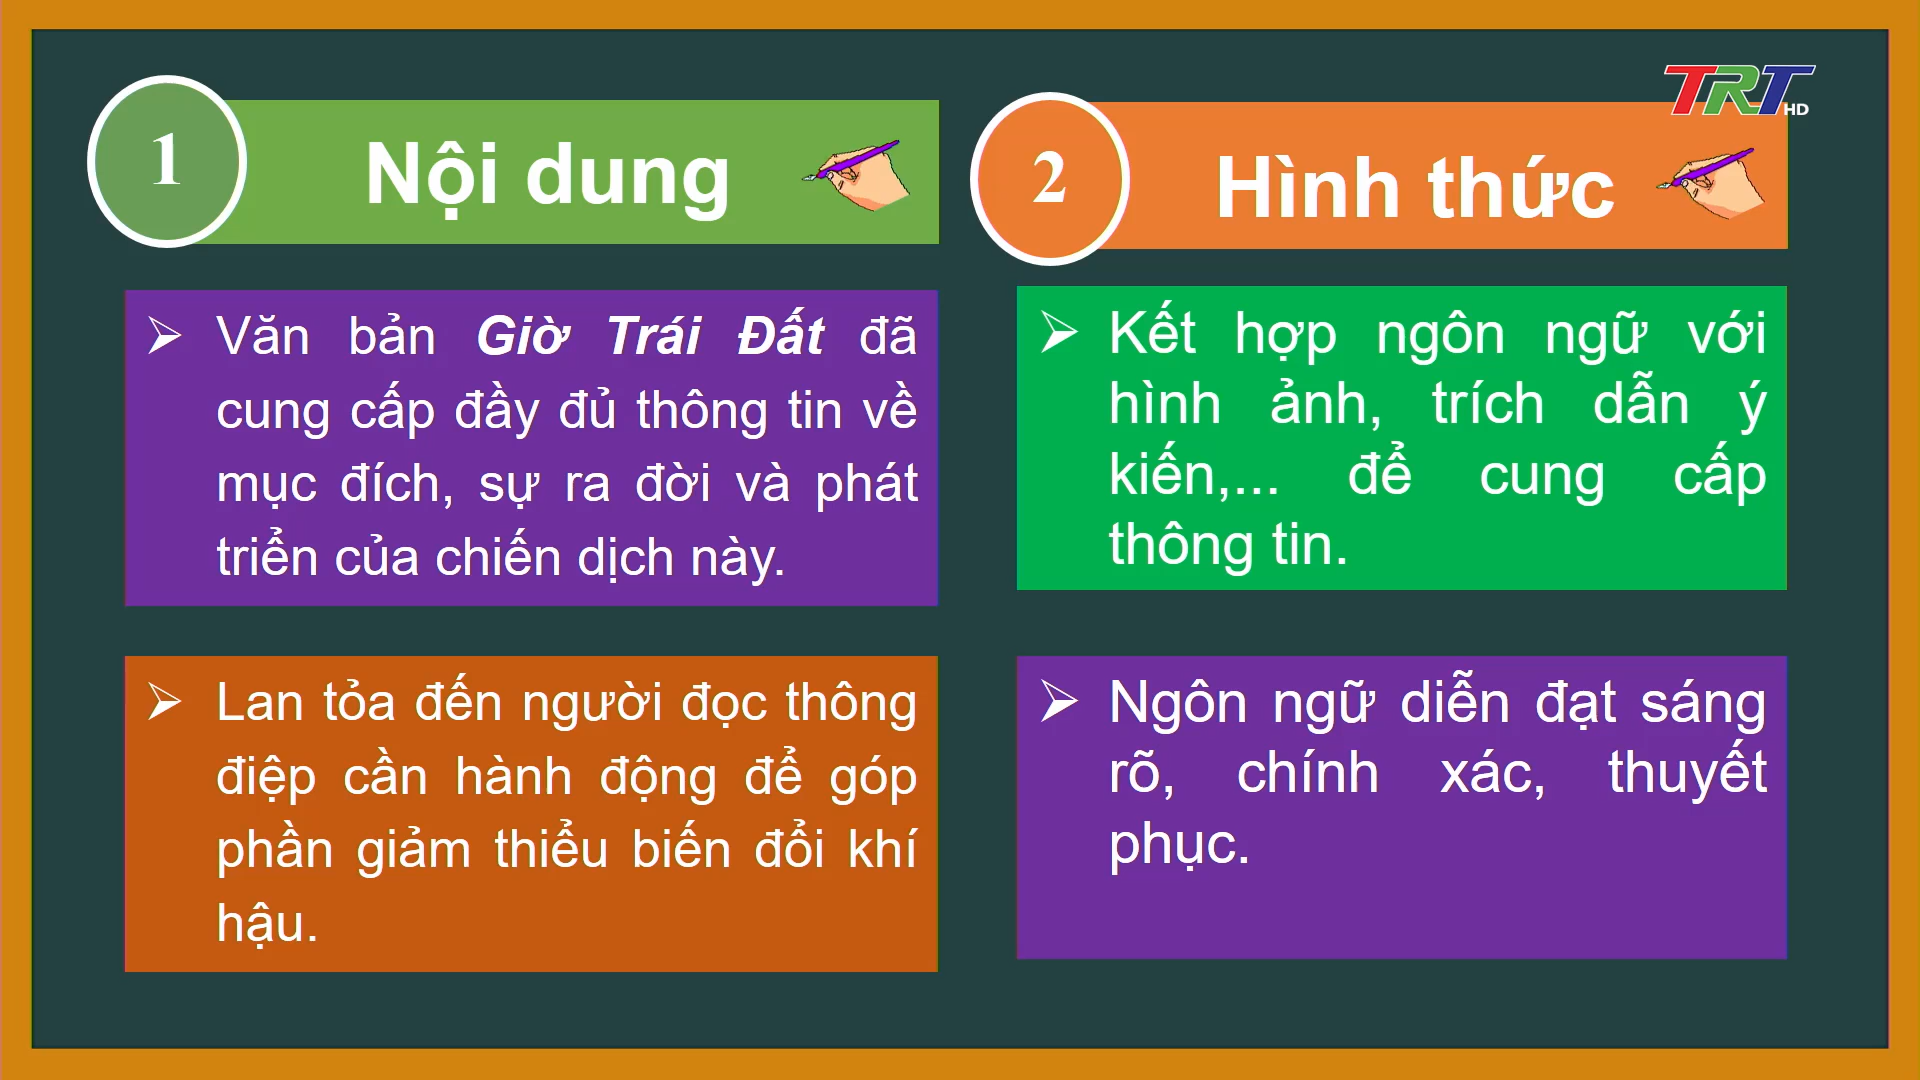 1
Nội dung
Văn bản Giờ Trái Đất đã
cung cấp đầy đủ thông tin về
mục đích, sự ra đời và phát
triển của chiến dịch này.
Lan tỏa đến người đọc thông
điệp cần hành động để góp
phần giảm thiểu biến đổi khí
hậu.
2
Hình thức
TRT HD
Kết hợp ngôn ngữ với
hình ảnh, trích dẫn ý
kiến,... để cung cấp
thông tin.
Ngôn ngữ diễn đạt sáng
rõ, chính xác, thuyết
phục.